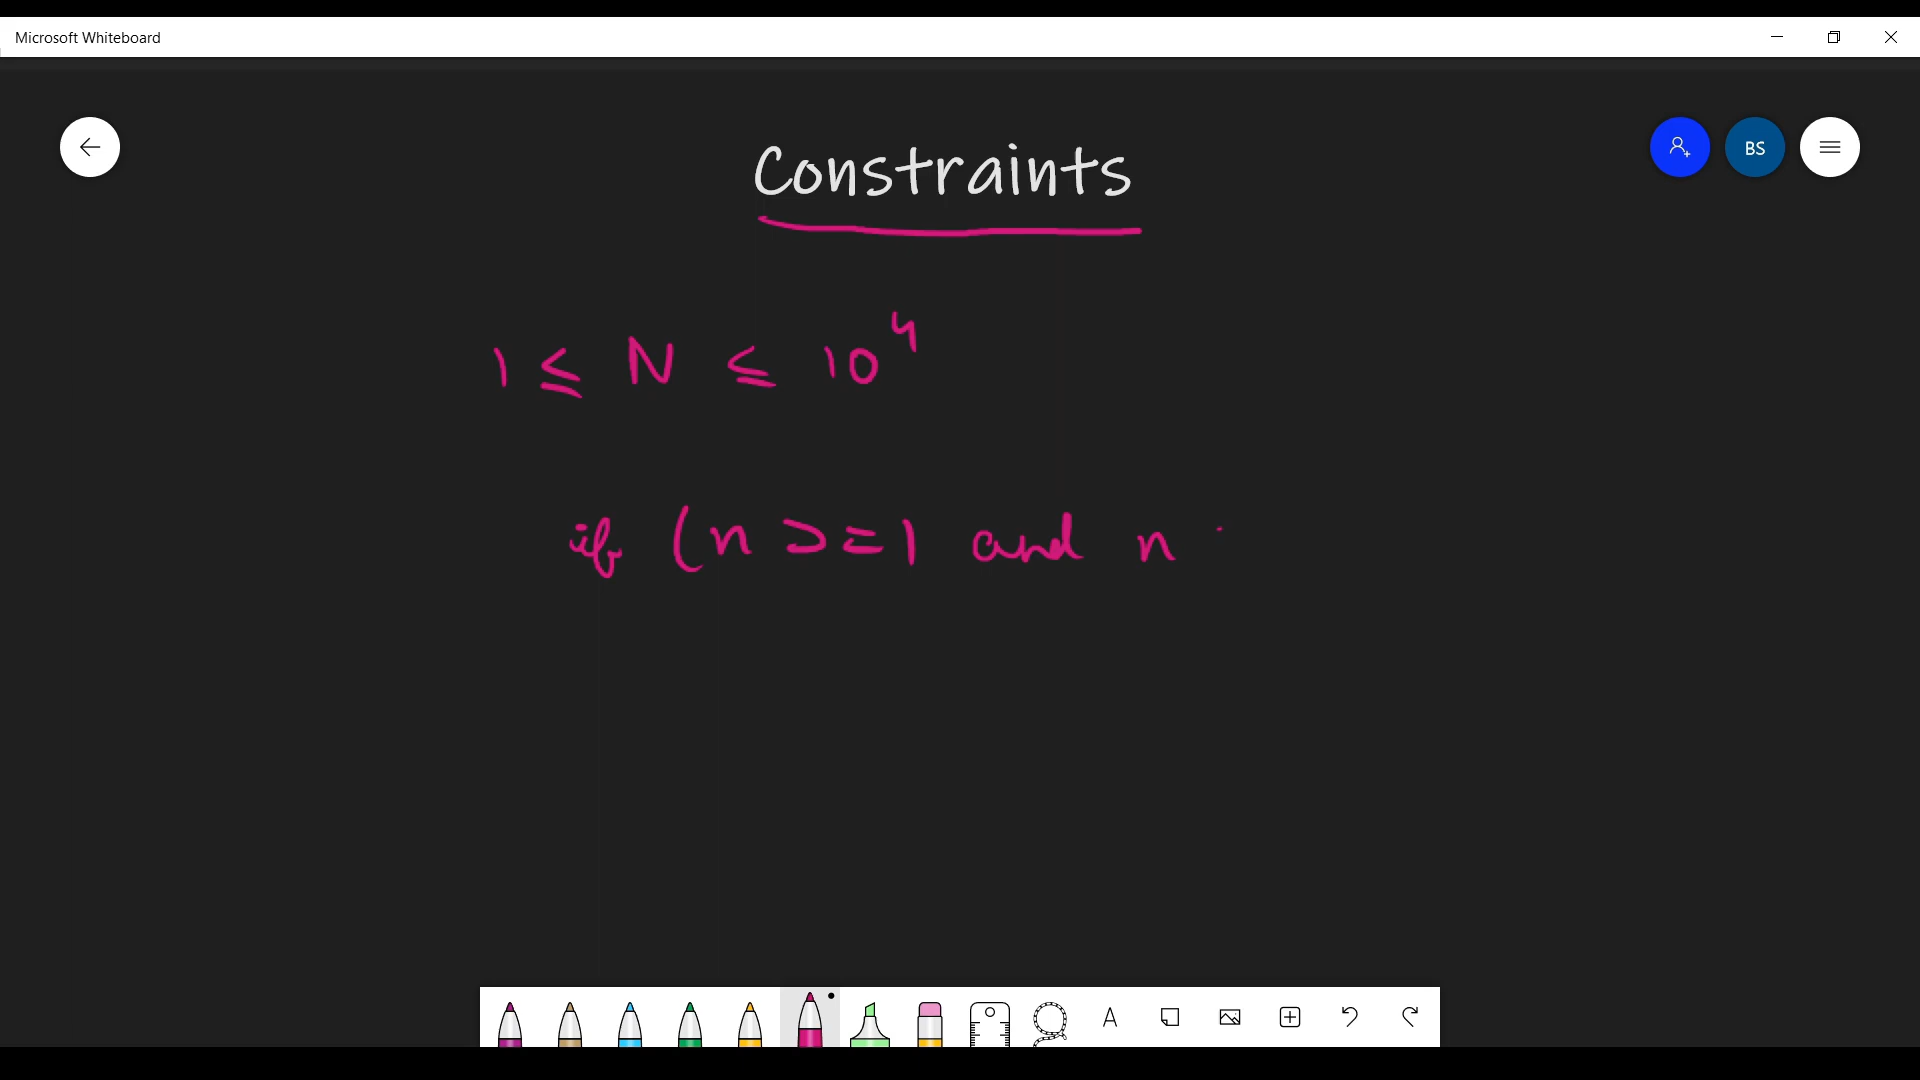 Microsoft Whiteboard
BS
Constraints
1 ≤ N ≤ 10⁴
if (n >= 1 and n
A